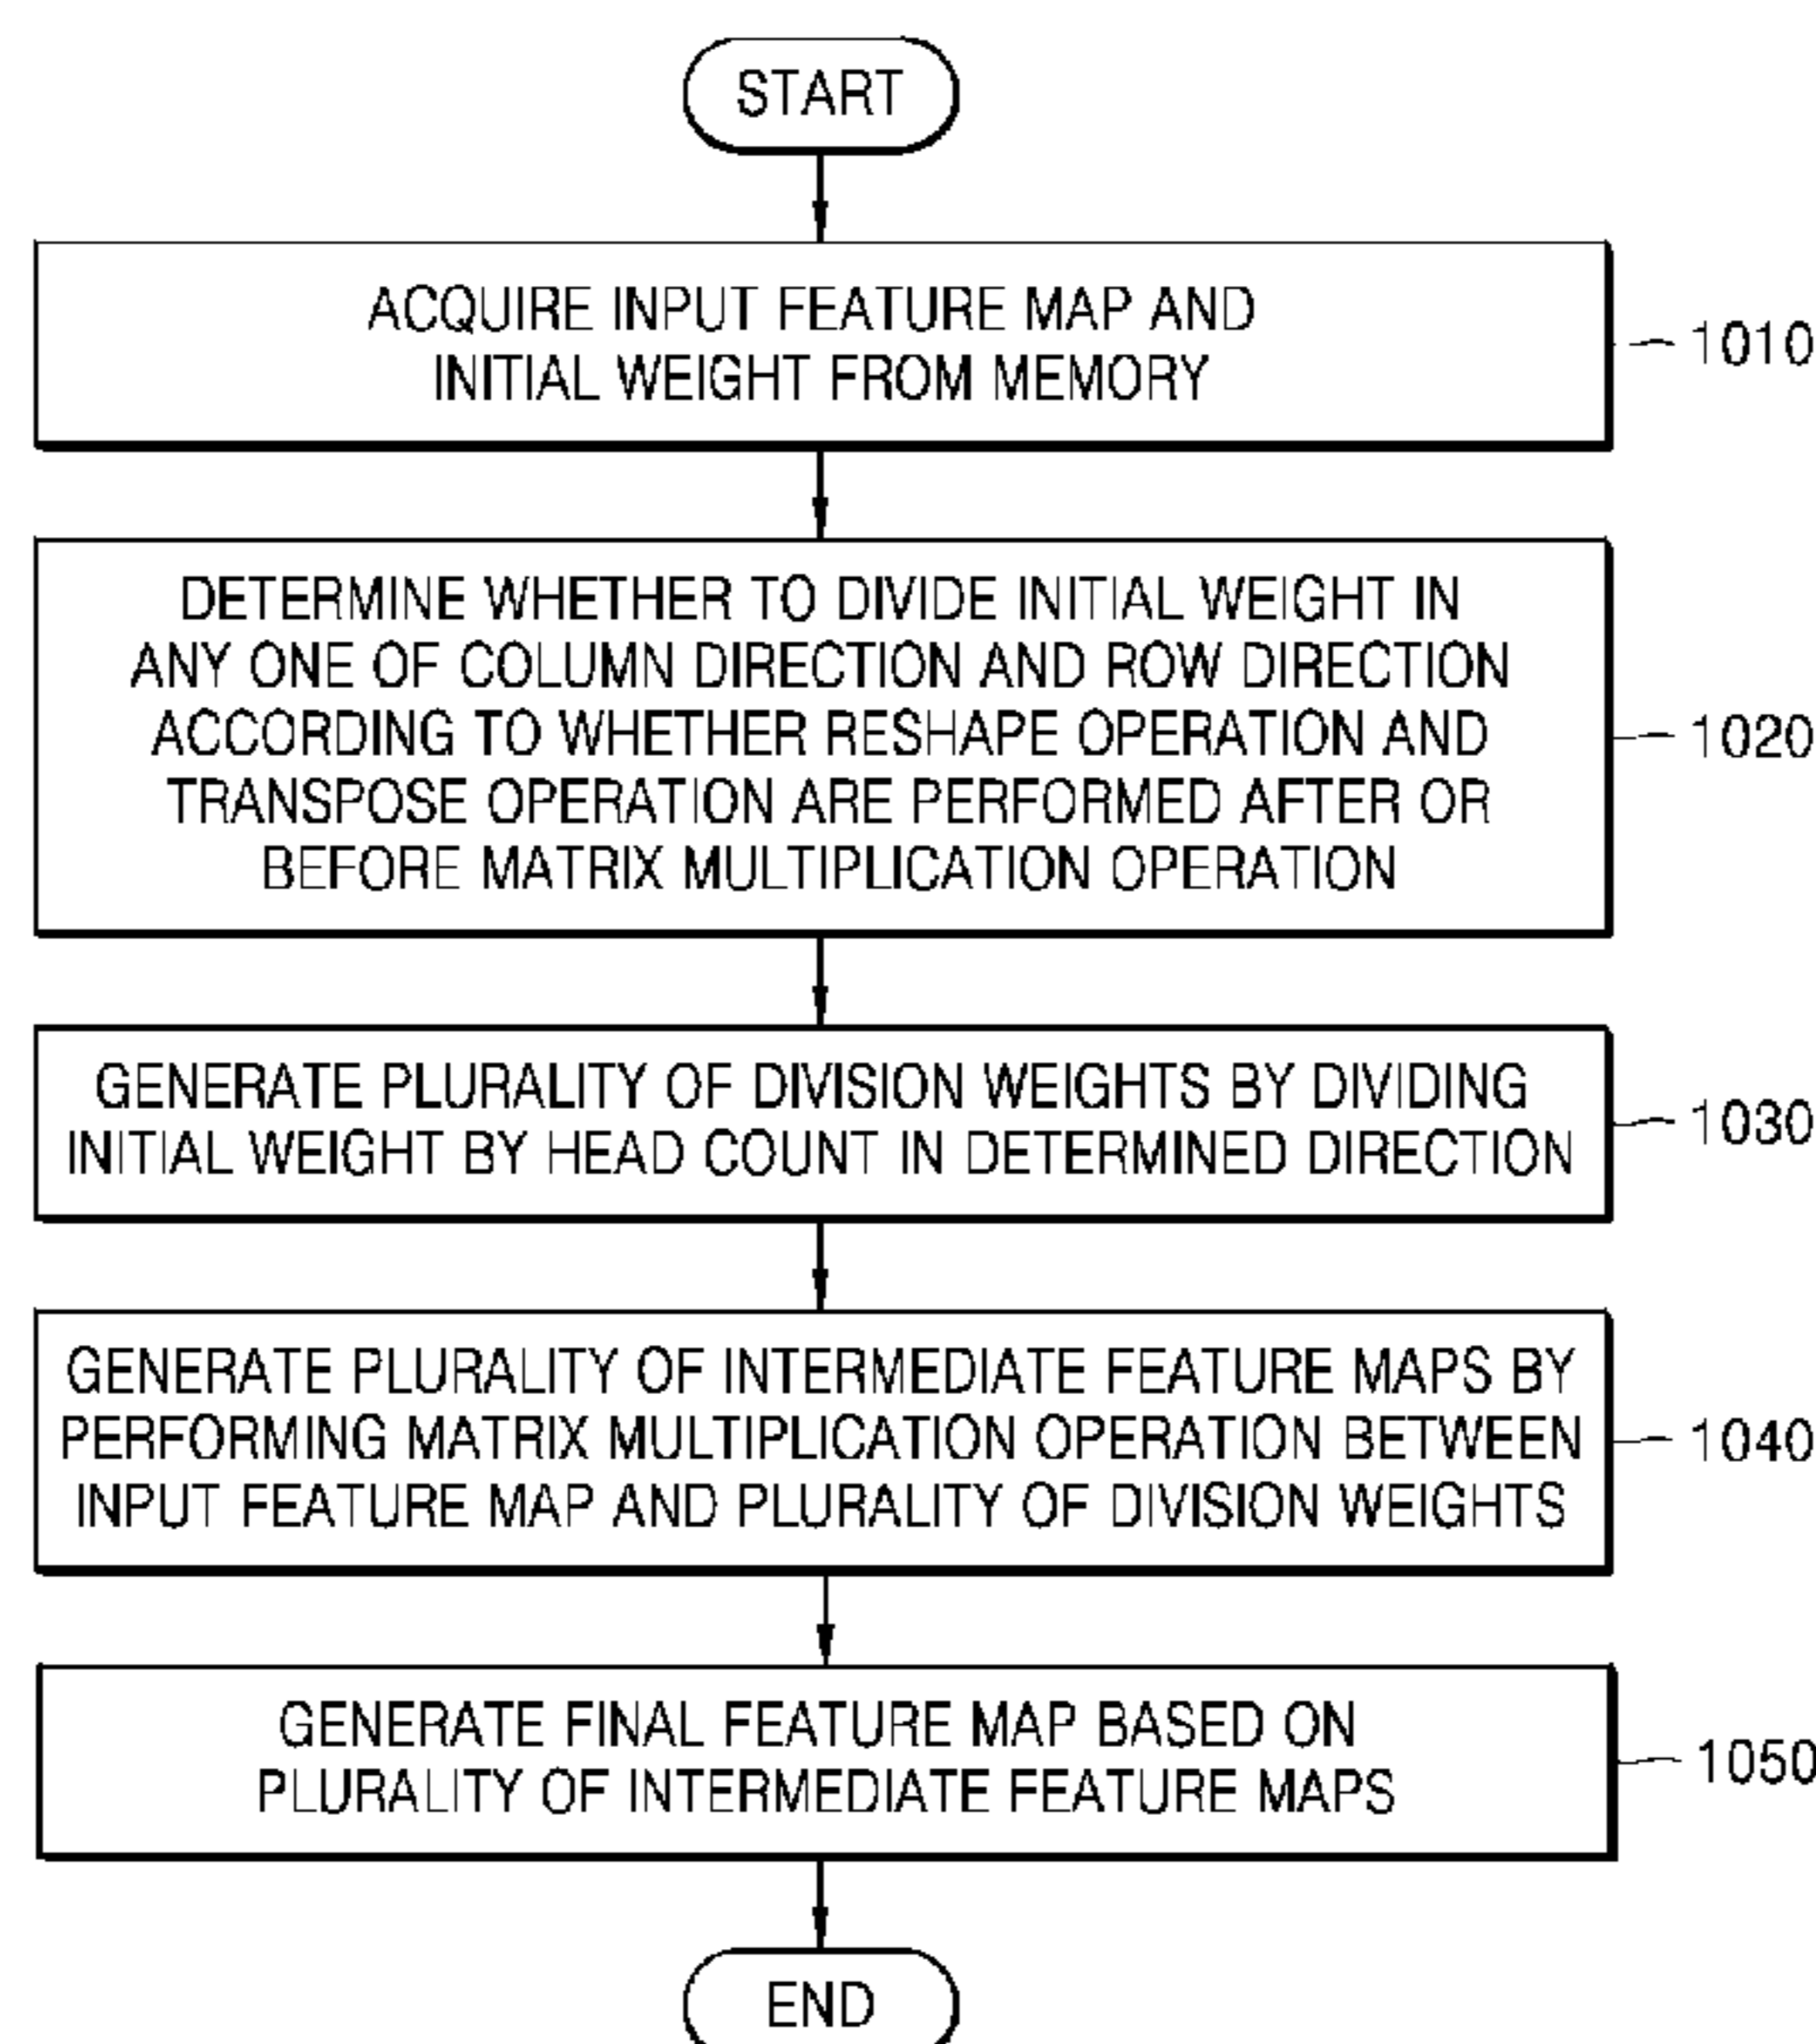 START
ACQUIRE INPUT FEATURE MAP AND
INITIAL WEIGHT FROM MEMORY
1010
DETERMINE WHETHER TO DIVIDE INITIAL WEIGHT IN
ANY ONE OF COLUMN DIRECTION AND ROW DIRECTION
ACCORDING TO WHETHER RESHAPE OPERATION AND
TRANSPOSE OPERATION ARE PERFORMED AFTER OR
BEFORE MATRIX MULTIPLICATION OPERATION
1020
GENERATE PLURALITY OF DIVISION WEIGHTS BY DIVIDING
INITIAL WEIGHT BY HEAD COUNT IN DETERMINED DIRECTION
1030
GENERATE PLURALITY OF INTERMEDIATE FEATURE MAPS BY
PERFORMING MATRIX MULTIPLICATION OPERATION BETWEEN
INPUT FEATURE MAP AND PLURALITY OF DIVISION WEIGHTS
1040
GENERATE FINAL FEATURE MAP BASED ON
PLURALITY OF INTERMEDIATE FEATURE MAPS
1050
END